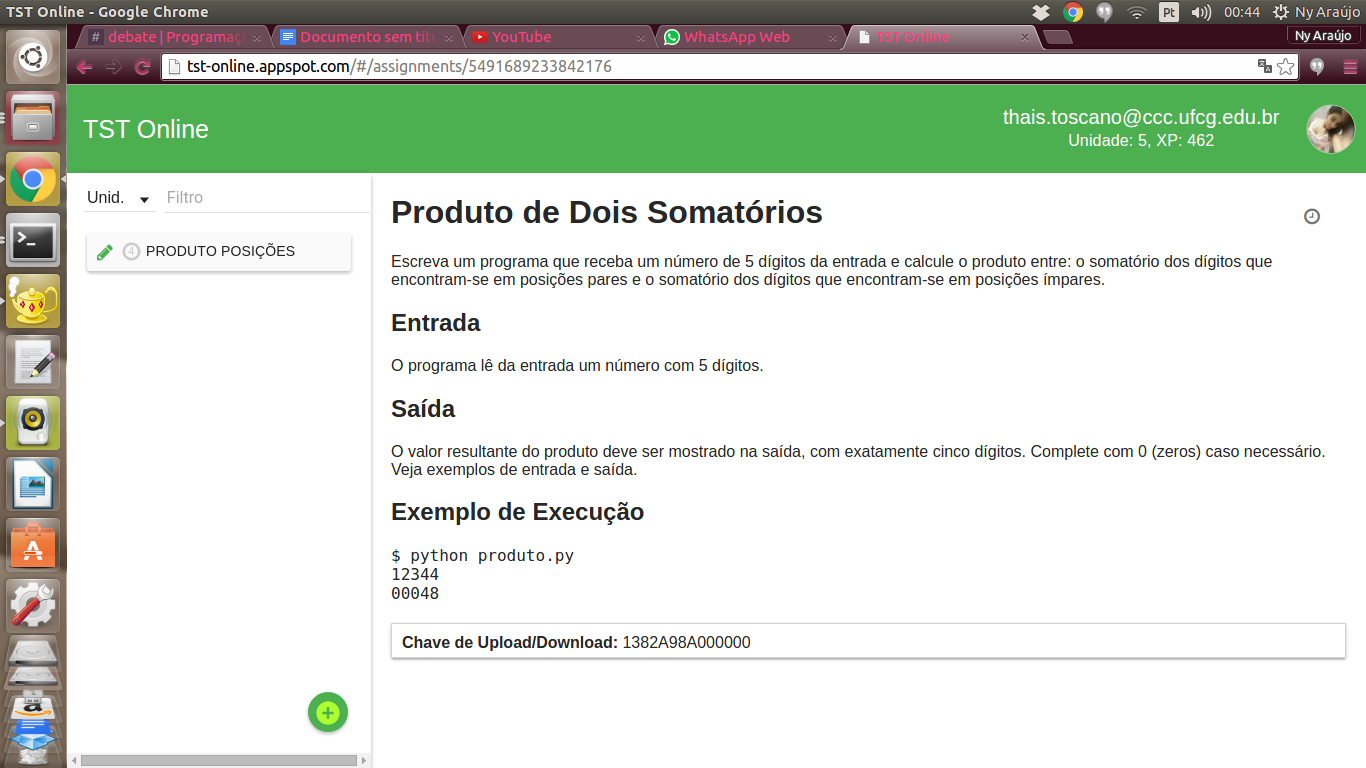 TST Online - Google Chrome
Pt
00:44
Ny Araújo
# debate | Programaç
Documento sem títu
YouTube
WhatsApp Web
TST Online
Ny Araújo
tst-online.appspot.com/#/assignments/5491689233842176
TST Online
thais.toscano@ccc.ufcg.edu.br
Unidade: 5, XP: 462
Unid.
Filtro
4 PRODUTO POSIÇÕES
Produto de Dois Somatórios
Escreva um programa que receba um número de 5 dígitos da entrada e calcule o produto entre: o somatório dos dígitos que
encontram-se em posições pares e o somatório dos dígitos que encontram-se em posições ímpares.
Entrada
O programa lê da entrada um número com 5 dígitos.
Saída
O valor resultante do produto deve ser mostrado na saída, com exatamente cinco dígitos. Complete com 0 (zeros) caso necessário.
Veja exemplos de entrada e saída.
Exemplo de Execução
$ python produto.py
12344
00048
Chave de Upload/Download: 1382A98A000000